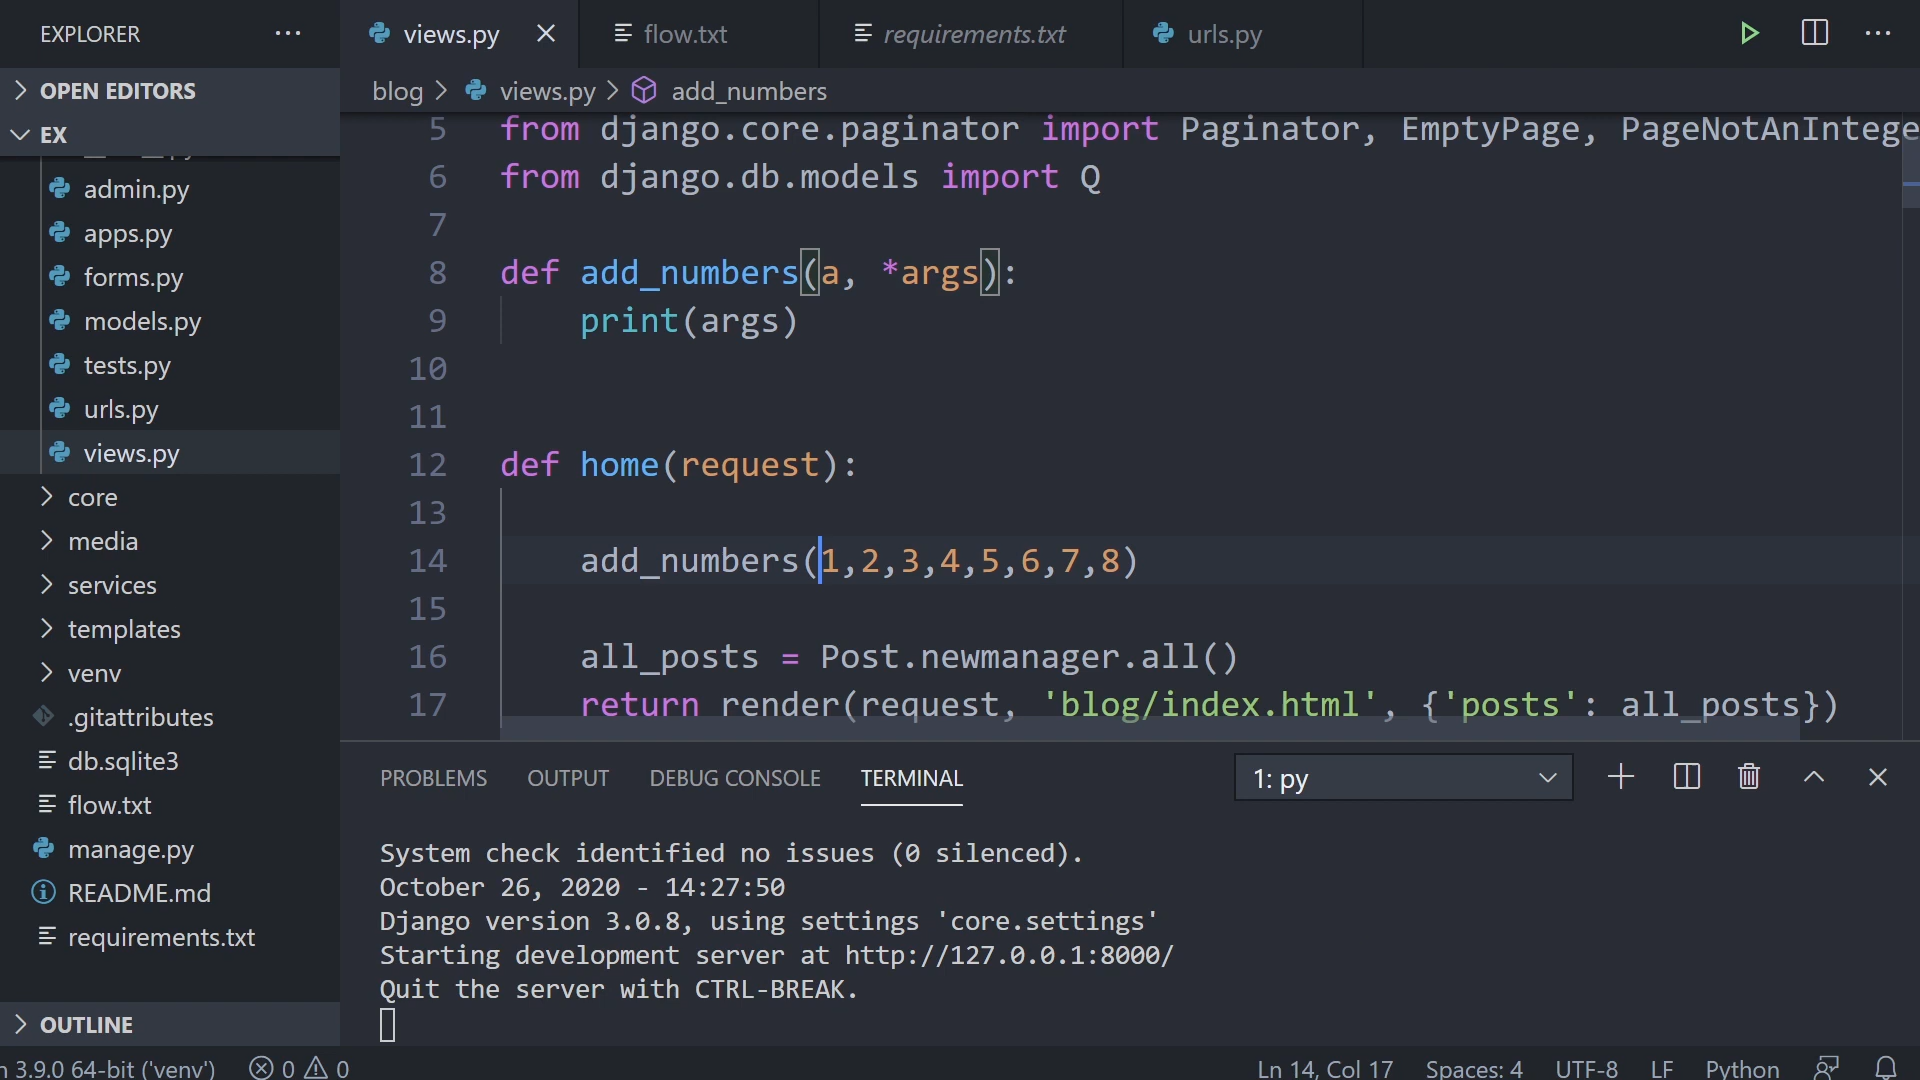 EXPLORER
views.py
flow.txt
requirements.txt
urls.py
OPEN EDITORS
EX
admin.py
apps.py
forms.py
models.py
tests.py
urls.py
views.py
core
media
services
templates
venv
.gitattributes
db.sqlite3
flow.txt
manage.py
README.md
requirements.txt
OUTLINE
blog > views.py > add_numbers
5 from django.core.paginator import Paginator, EmptyPage, PageNotAnIntege
6 from django.db.models import Q
7
8 def add_numbers(a, *args):
9     print(args)
10
11
12 def home(request):
13
14     add_numbers(1,2,3,4,5,6,7,8)
15
16     all_posts = Post.newmanager.all()
17     return render(request, 'blog/index.html', {'posts': all_posts})
PROBLEMS OUTPUT DEBUG CONSOLE TERMINAL 1: py
System check identified no issues (0 silenced).
October 26, 2020 - 14:27:50
Django version 3.0.8, using settings 'core.settings'
Starting development server at http://127.0.0.1:8000/
Quit the server with CTRL-BREAK.
n 3.9.0 64-bit ('venv') 0 0 Ln 14, Col 17 Spaces: 4 UTF-8 LF Python